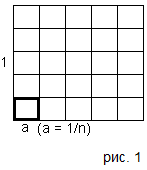 1
a (a = 1/n)
рис. 1